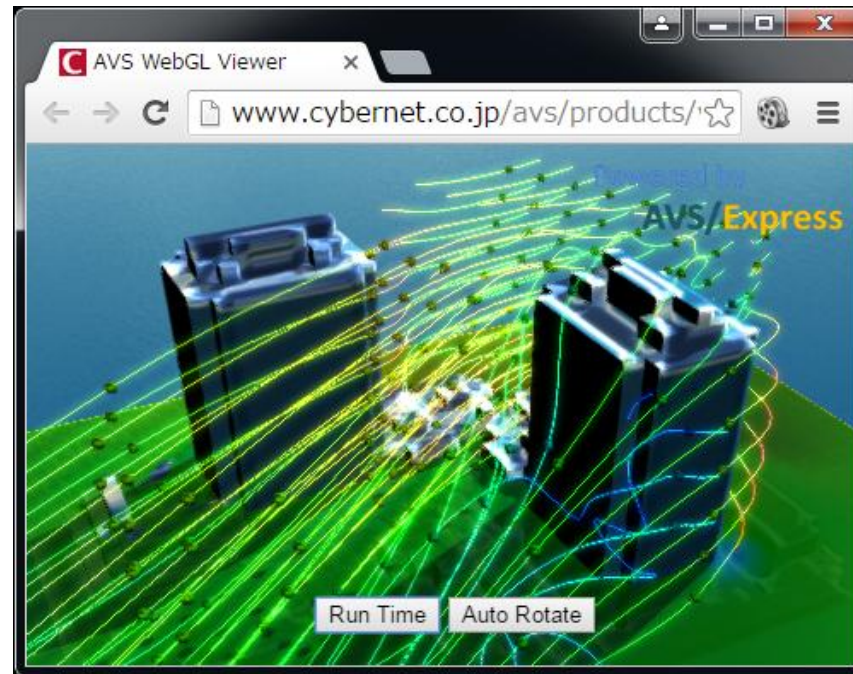 AVS WebGL Viewer
www.cybernet.co.jp/avs/products/
Powered by
AVS/Express
Run Time Auto Rotate